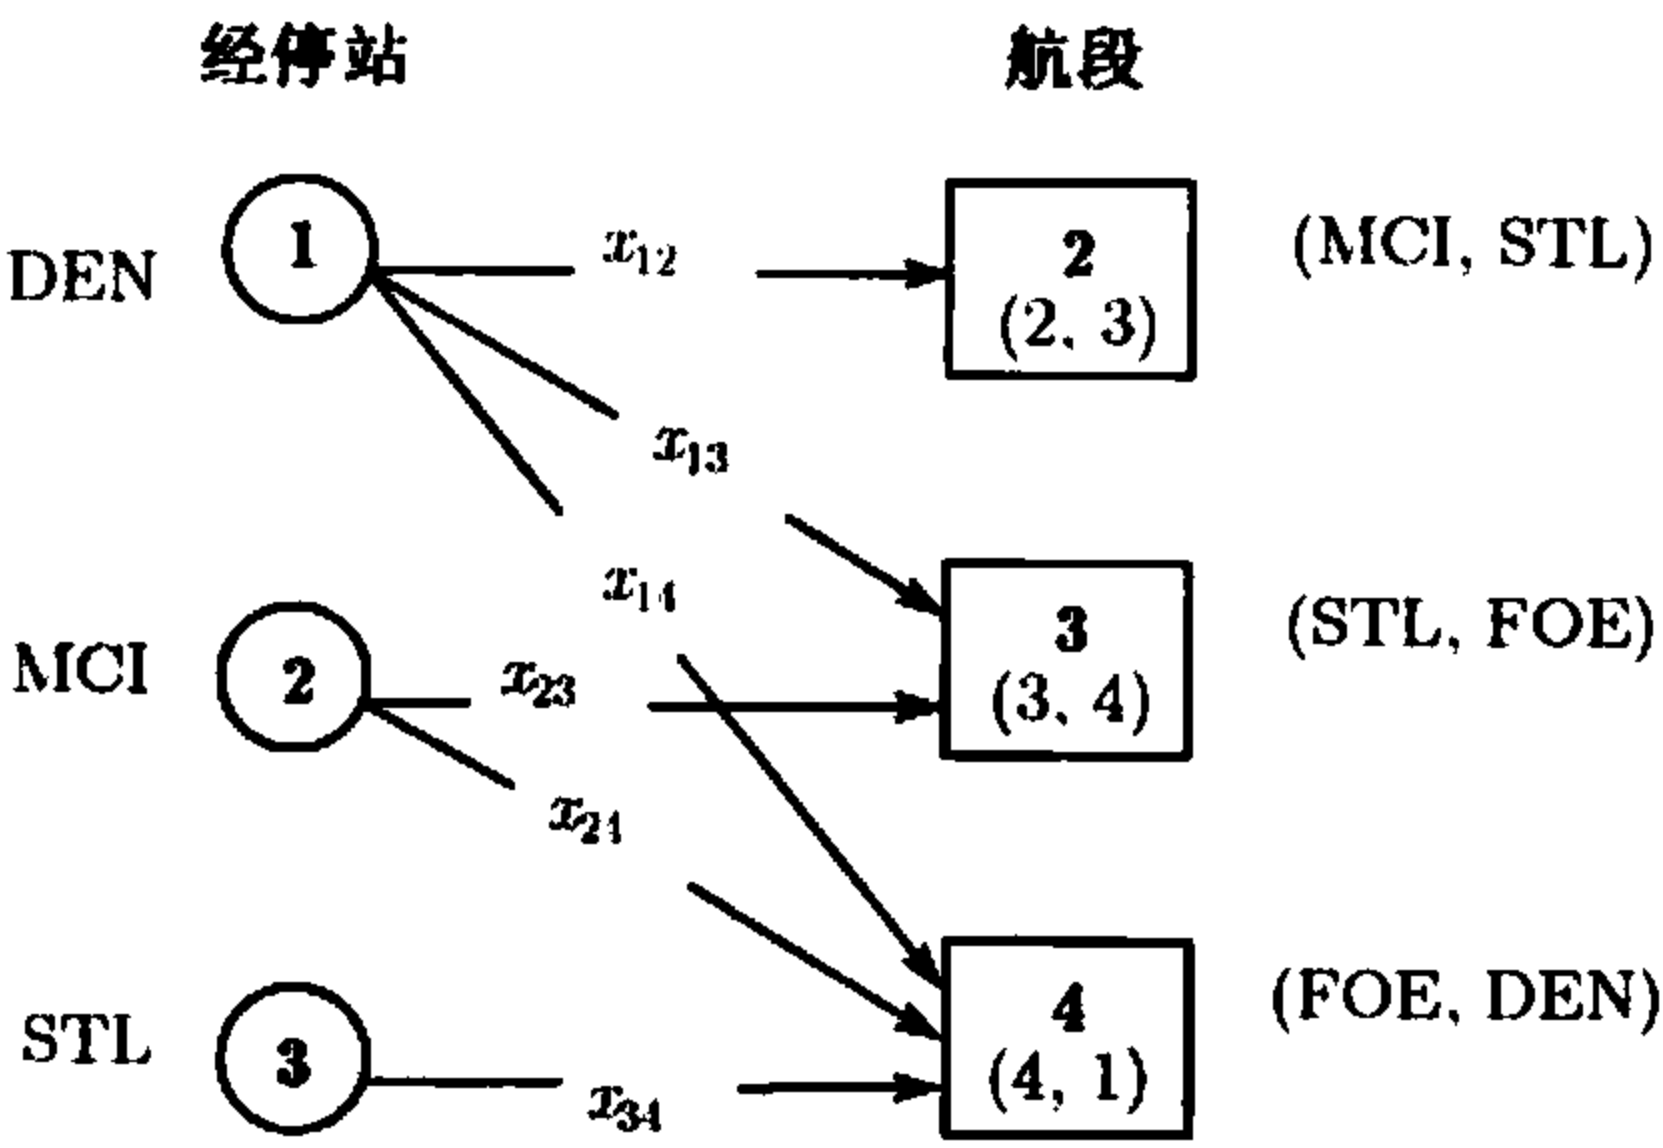 经停站 航段
DEN 1 x12 2 (MCI, STL)
(2, 3)
x13
x14
MCI 2 x23 3 (STL, FOE)
(3, 4)
x24
STL 3 x34 4 (FOE, DEN)
(4, 1)